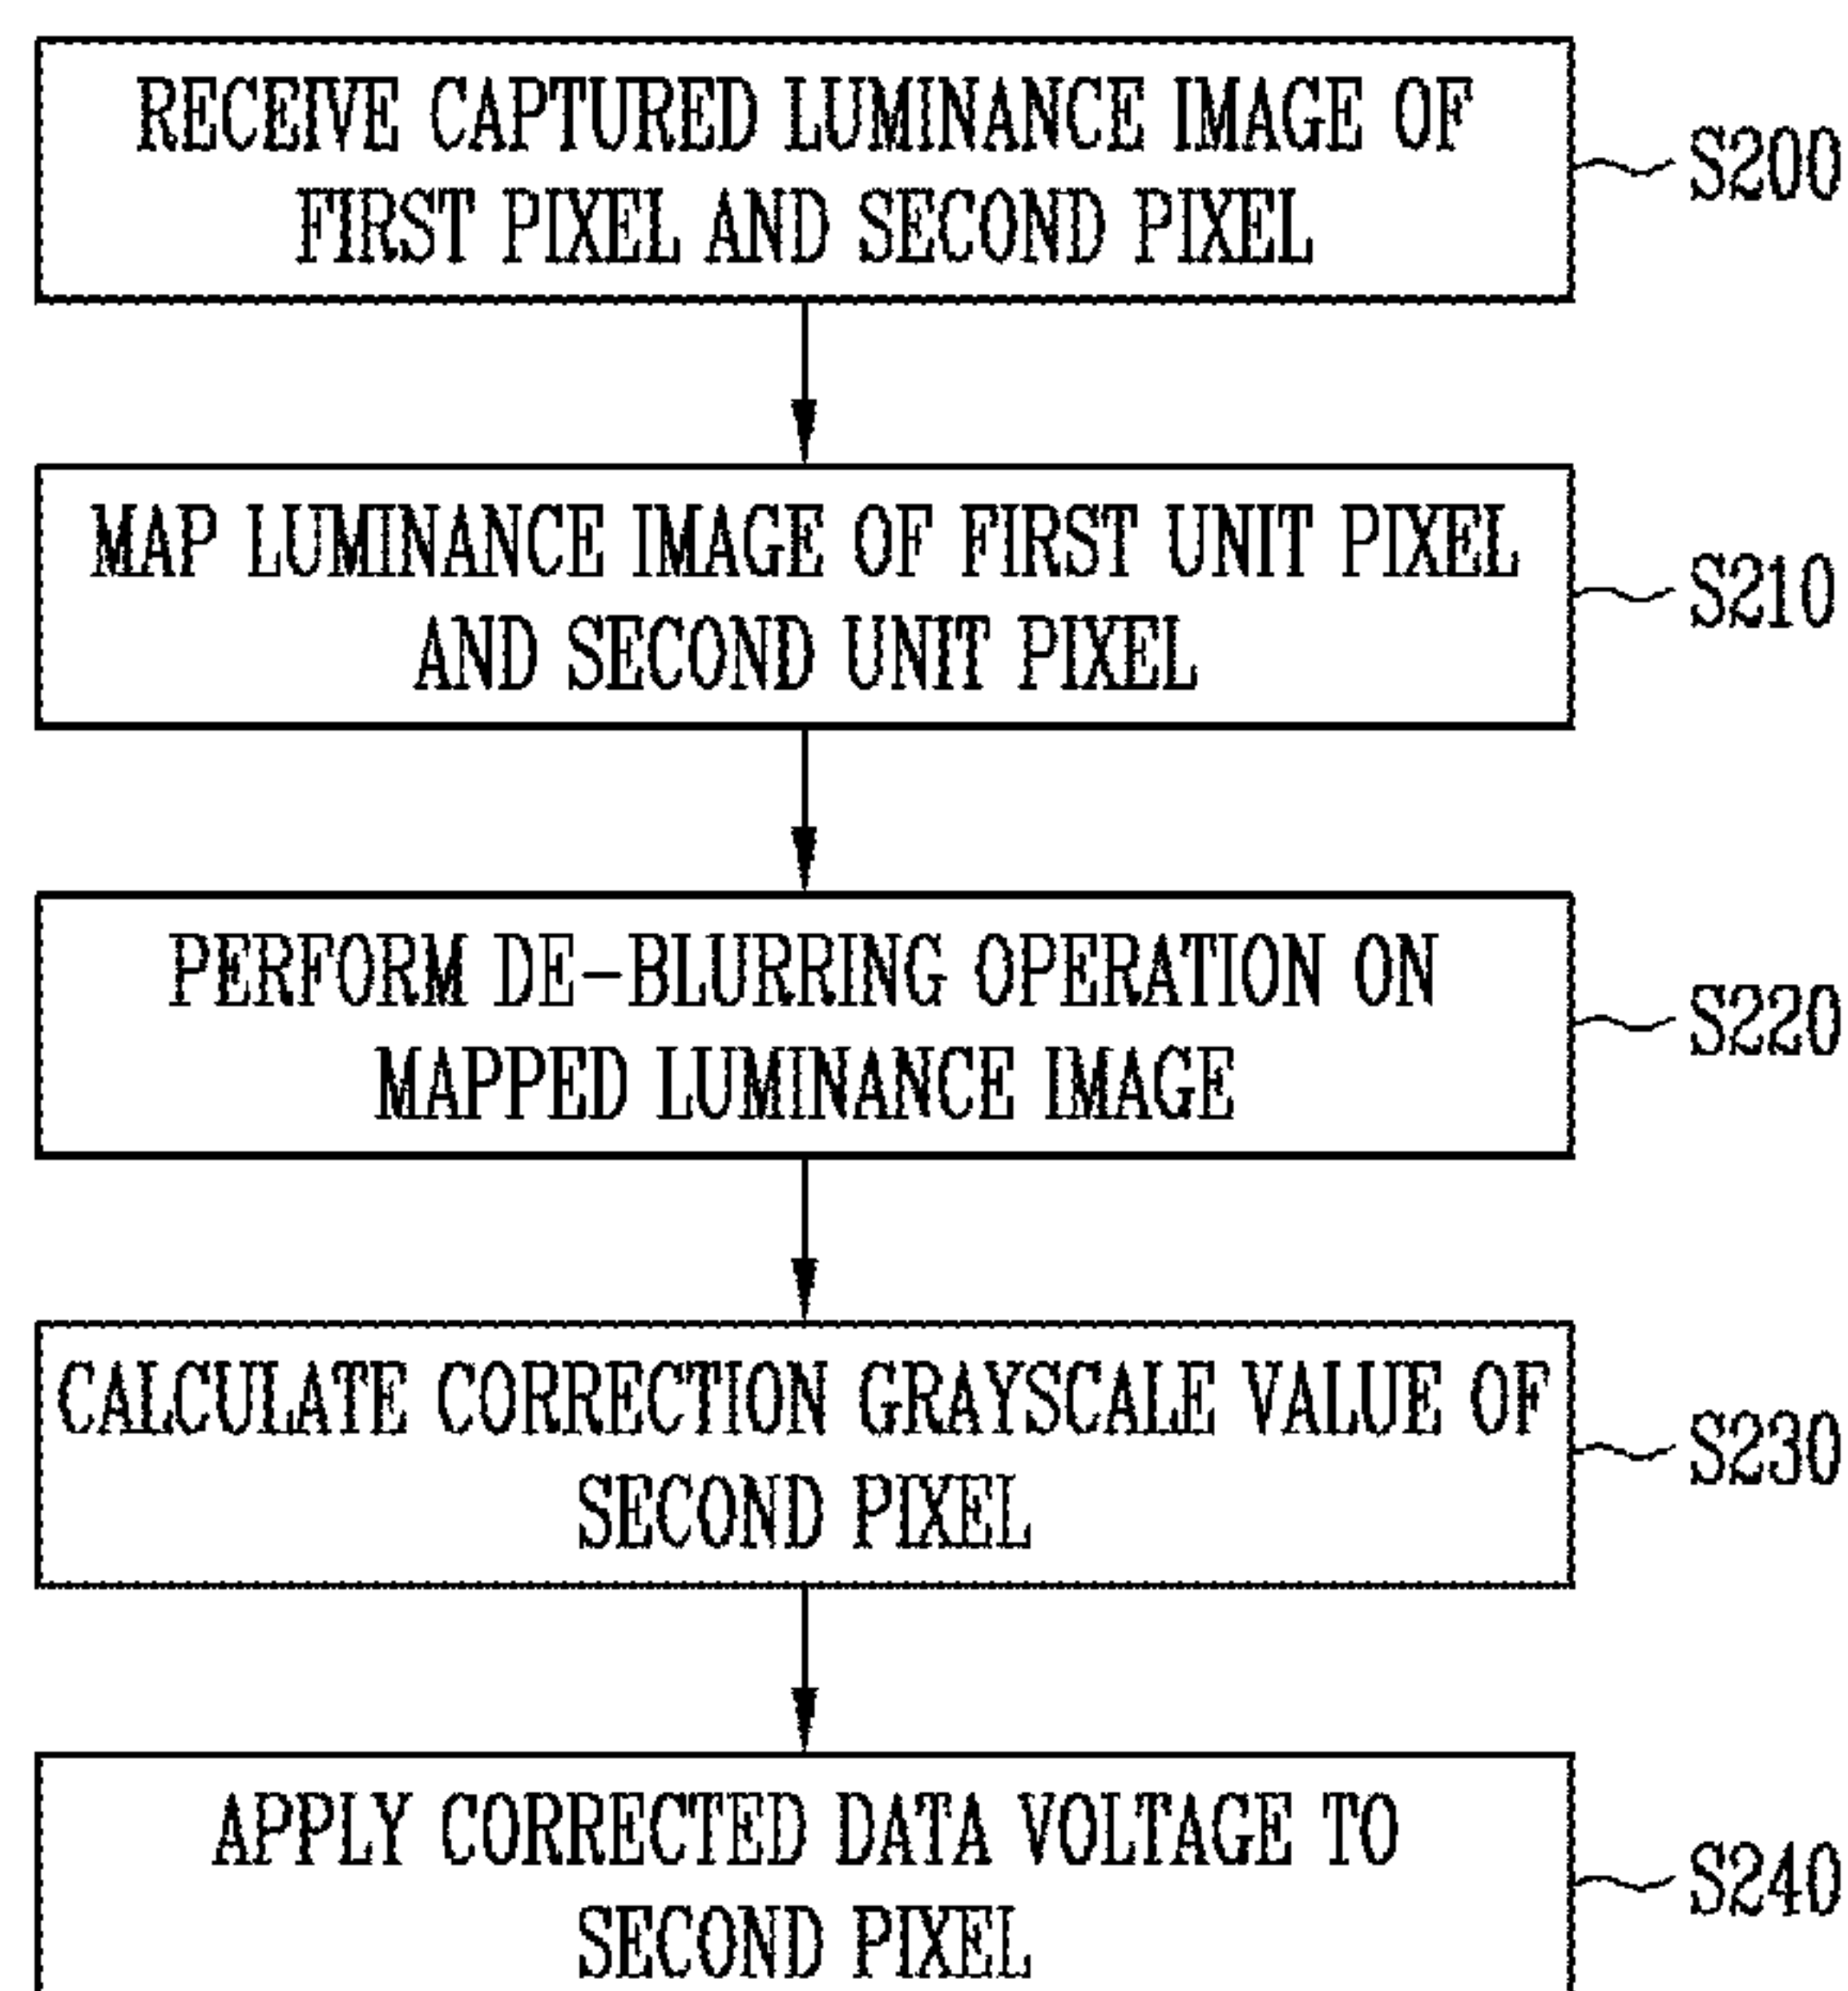 RECEIVE CAPTURED LUMINANCE IMAGE OF
FIRST PIXEL AND SECOND PIXEL
S200
MAP LUMINANCE IMAGE OF FIRST UNIT PIXEL
AND SECOND UNIT PIXEL
S210
PERFORM DE-BLURRING OPERATION ON
MAPPED LUMINANCE IMAGE
S220
CALCULATE CORRECTION GRAYSCALE VALUE OF
SECOND PIXEL
S230
APPLY CORRECTED DATA VOLTAGE TO
SECOND PIXEL
S240